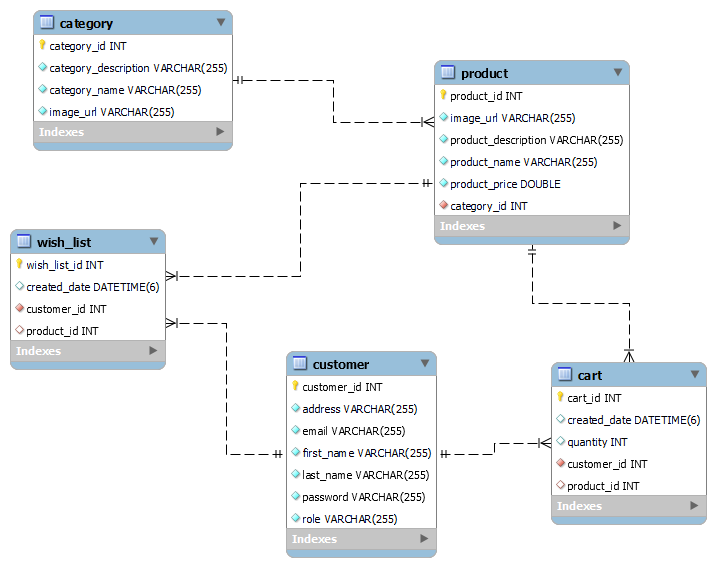 category
category_id INT
category_description VARCHAR(255)
category_name VARCHAR(255)
image_url VARCHAR(255)
Indexes
product
product_id INT
image_url VARCHAR(255)
product_description VARCHAR(255)
product_name VARCHAR(255)
product_price DOUBLE
category_id INT
Indexes
wish_list
wish_list_id INT
created_date DATETIME(6)
customer_id INT
product_id INT
Indexes
customer
customer_id INT
address VARCHAR(255)
email VARCHAR(255)
first_name VARCHAR(255)
last_name VARCHAR(255)
password VARCHAR(255)
role VARCHAR(255)
Indexes
cart
cart_id INT
created_date DATETIME(6)
quantity INT
customer_id INT
product_id INT
Indexes